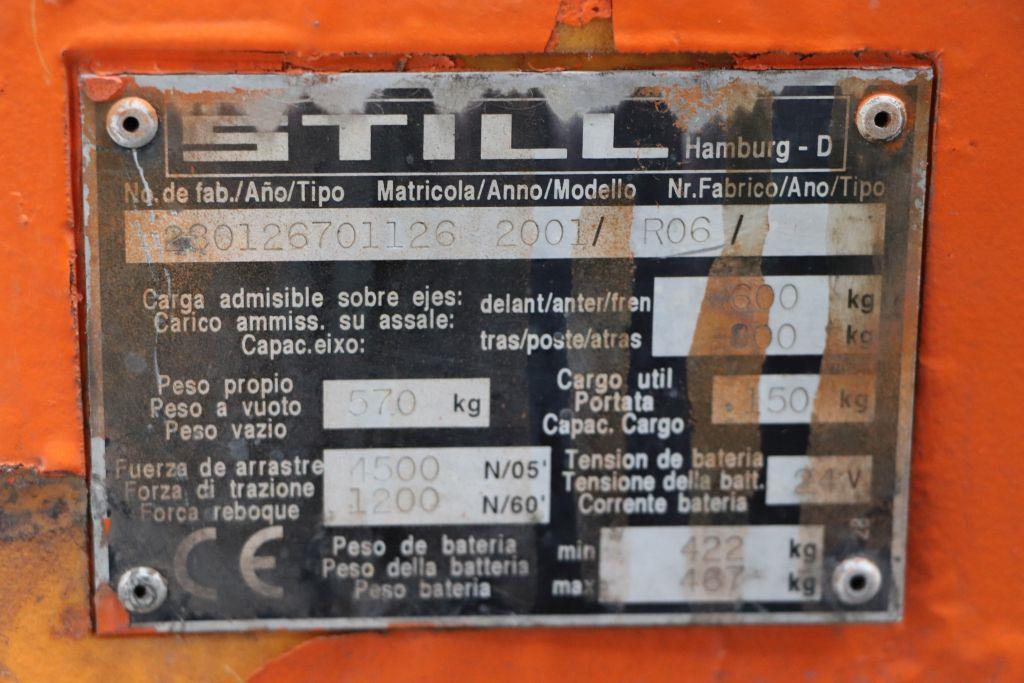 STILL Hamburg - D
No. de fab./Año/Tipo Matricola/Anno/Modello Nr.Fabrico/Ano/Tipo
2001/ R06 /
Carga admisible sobre ejes: delant/anter/fren 600 kg
Carico ammiss. su assale:
Capac.eixo: tras/poste/atras 800 kg
Peso propio
Peso a vuoto 570 kg
Peso vazio
Cargo util
Portata 150 kg
Capac. Cargo
Fuerza de arrastre 4500 N/05'
Forza di trazione
Forca reboque 1200 N/60'
Tension de bateria
Tensione della batt. 24 V
Corrente bateria
CE
Peso de bateria min 422 kg
Peso della batteria
Peso bateria max 467 kg
28